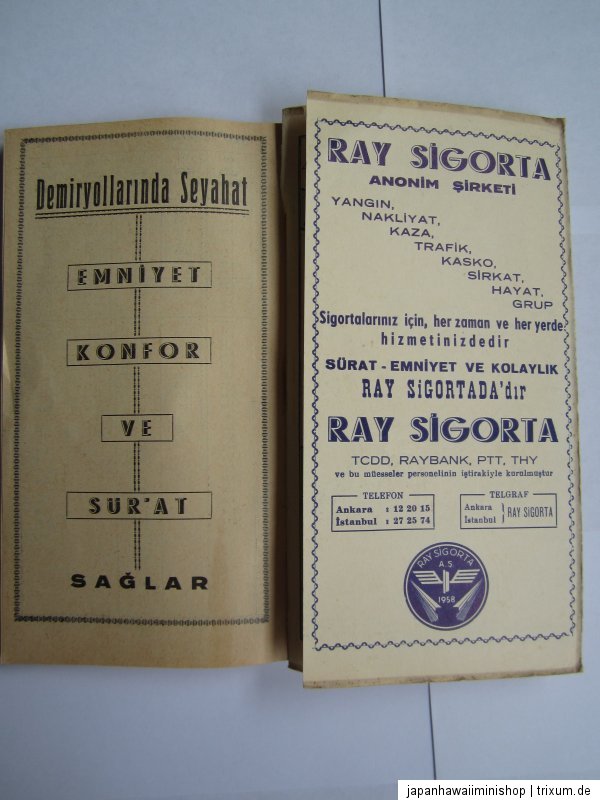 Demiryollarında Seyahat
EMNİYET
KONFOR
VE
SÜR'AT
SAĞLAR
RAY SİGORTA
ANONİM ŞİRKETİ
YANGIN,
NAKLİYAT,
KAZA,
TRAFİK,
KASKO,
SİRKAT,
HAYAT,
GRUP
Sigortalarınız için, her zaman ve her yerde
hizmetinizdedir
SÜRAT - EMNİYET VE KOLAYLIK
RAY SİGORTADA'dır
RAY SİGORTA
TCDD, RAYBANK, PTT, THY
ve bu müesseler personelinin iştirakiyle kurulmuştur
TELEFON
Ankara : 12 20 15
İstanbul : 27 25 74
TELGRAF
Ankara
İstanbul } RAY SİGORTA
RAY SİGORTA
A.Ş.
1958
japanhawaiiminishop | trixum.de